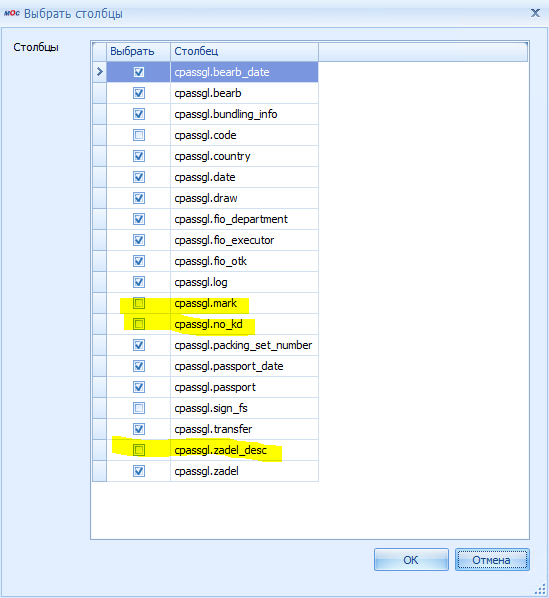 МОС Выбрать столбцы
Столбцы
Выбрать Столбец
cpassgl.bearb_date
cpassgl.bearb
cpassgl.bundling_info
cpassgl.code
cpassgl.country
cpassgl.date
cpassgl.draw
cpassgl.fio_department
cpassgl.fio_executor
cpassgl.fio_otk
cpassgl.log
cpassgl.mark
cpassgl.no_kd
cpassgl.packing_set_number
cpassgl.passport_date
cpassgl.passport
cpassgl.sign_fs
cpassgl.transfer
cpassgl.zadel_desc
cpassgl.zadel
ОК Отмена